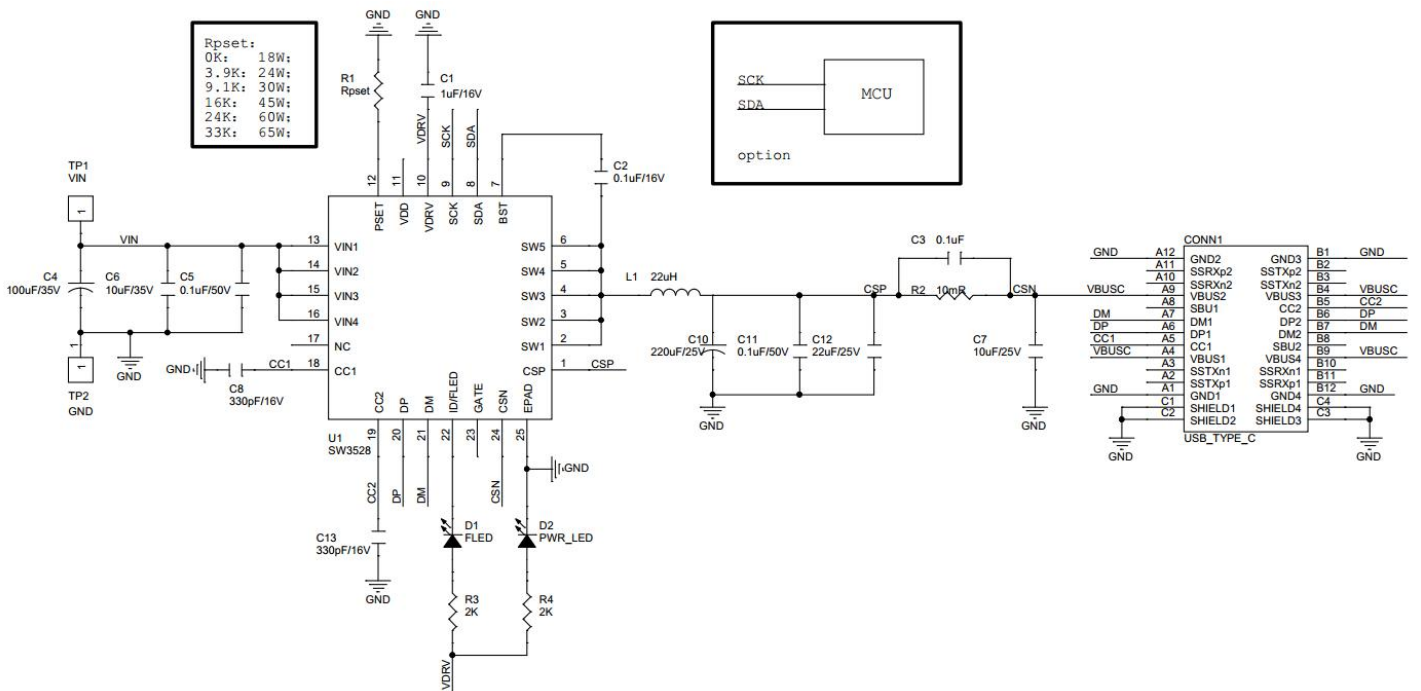 GND
GND
Rpset:
0K: 18W;
3.9K: 24W;
9.1K: 30W;
16K: 45W;
24K: 60W;
33K: 65W;
R1
Rpset
C1
1uF/16V
VDRV
SCK
SDA
SCK
SDA
MCU
option
C2
0.1uF/16V
TP1
VIN
1
12
11
10
9
8
7
PSET
VDD
VDRV
SCK
SDA
BST
VIN
13
VIN1
14
VIN2
15
VIN3
16
VIN4
17
NC
18
CC1
SW5
6
SW4
5
SW3
4
SW2
3
SW1
2
CSP
1
CSP
C4
100uF/35V
C6
10uF/35V
C5
0.1uF/50V
1
TP2
GND
GND
GND
CC1
C8
330pF/16V
CC2
DP
DM
ID/FLED
GATE
CSN
EPAD
U1
SW3528
19
20
21
22
23
24
25
CC2
DP
DM
CSN
GND
L1
22uH
CSP
C3
0.1uF
R2
10mR
CSN
C10
220uF/25V
C11
0.1uF/50V
C12
22uF/25V
C7
10uF/25V
GND
GND
C13
330pF/16V
GND
D1
FLED
D2
PWR_LED
R3
2K
R4
2K
VDRV
CONN1
GND A12 GND2 GND3 B1 GND
A11 SSRXp2 SSTXp2 B2
A10 SSRXn2 SSTXn2 B3
VBUSC A9 VBUS2 VBUS3 B4 VBUSC
A8 SBU1 CC2 B5 CC2
DM A7 DM1 DP2 B6 DP
DP A6 DP1 DM2 B7 DM
CC1 A5 CC1 SBU2 B8
VBUSC A4 VBUS1 VBUS4 B9 VBUSC
A3 SSTXn1 SSRXn1 B10
A2 SSTXp1 SSRXp1 B11
GND A1 GND1 GND4 B12 GND
C1 SHIELD1 SHIELD4 C4
C2 SHIELD2 SHIELD3 C3
USB_TYPE_C
GND
GND